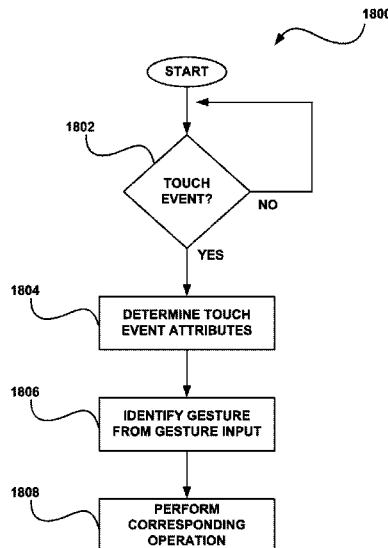 1800
START
1802
TOUCH
EVENT?
NO
YES
1804
DETERMINE TOUCH
EVENT ATTRIBUTES
1806
IDENTIFY GESTURE
FROM GESTURE INPUT
1808
PERFORM
CORRESPONDING
OPERATION